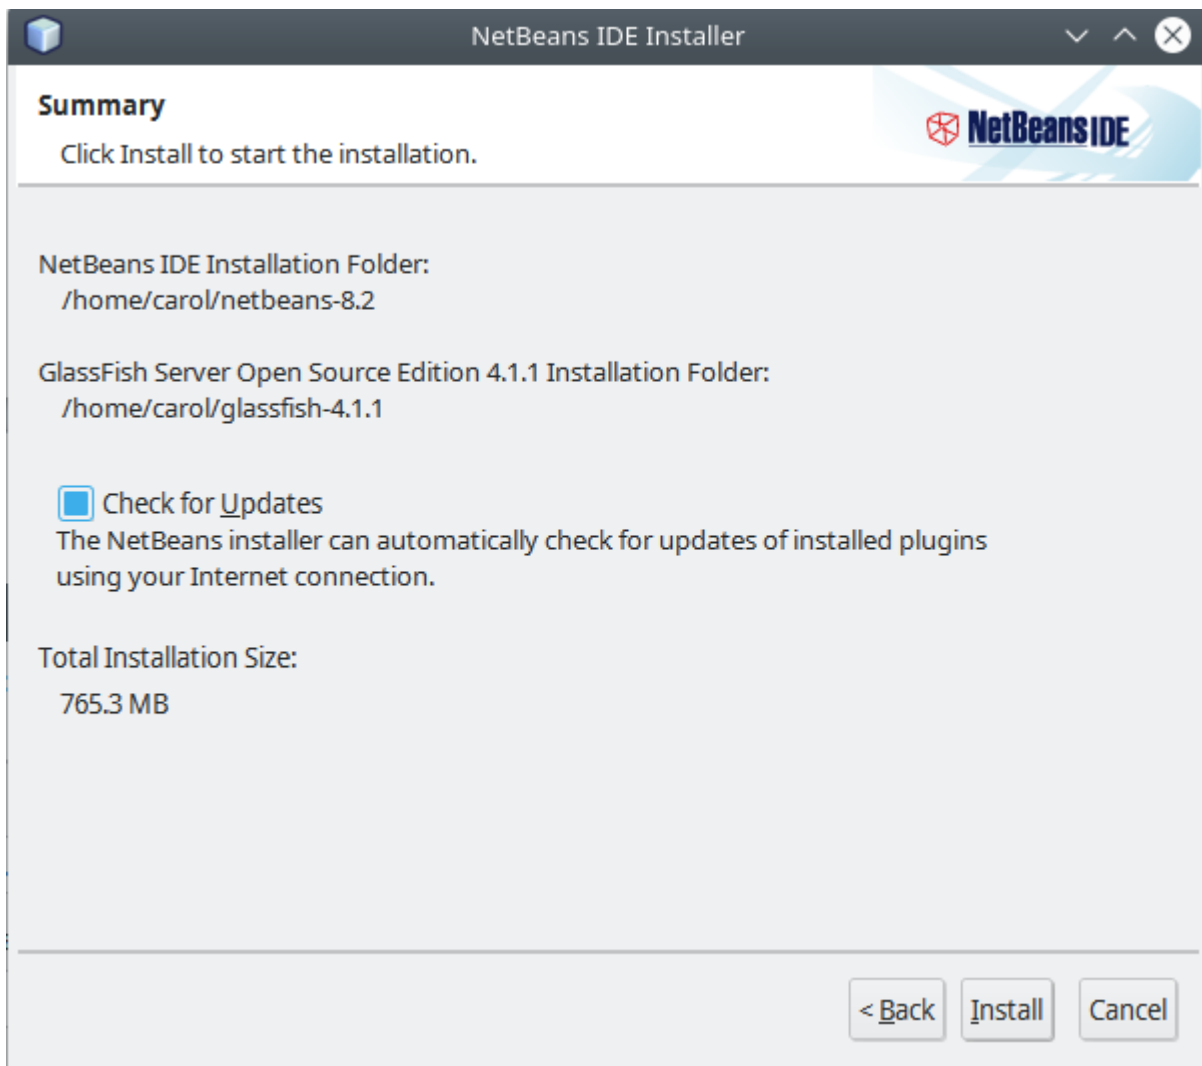 NetBeans IDE Installer
Summary
Click Install to start the installation.
NetBeans IDE
NetBeans IDE Installation Folder:
/home/carol/netbeans-8.2
GlassFish Server Open Source Edition 4.1.1 Installation Folder:
/home/carol/glassfish-4.1.1
Check for Updates
The NetBeans installer can automatically check for updates of installed plugins
using your Internet connection.
Total Installation Size:
765.3 MB
< Back Install Cancel